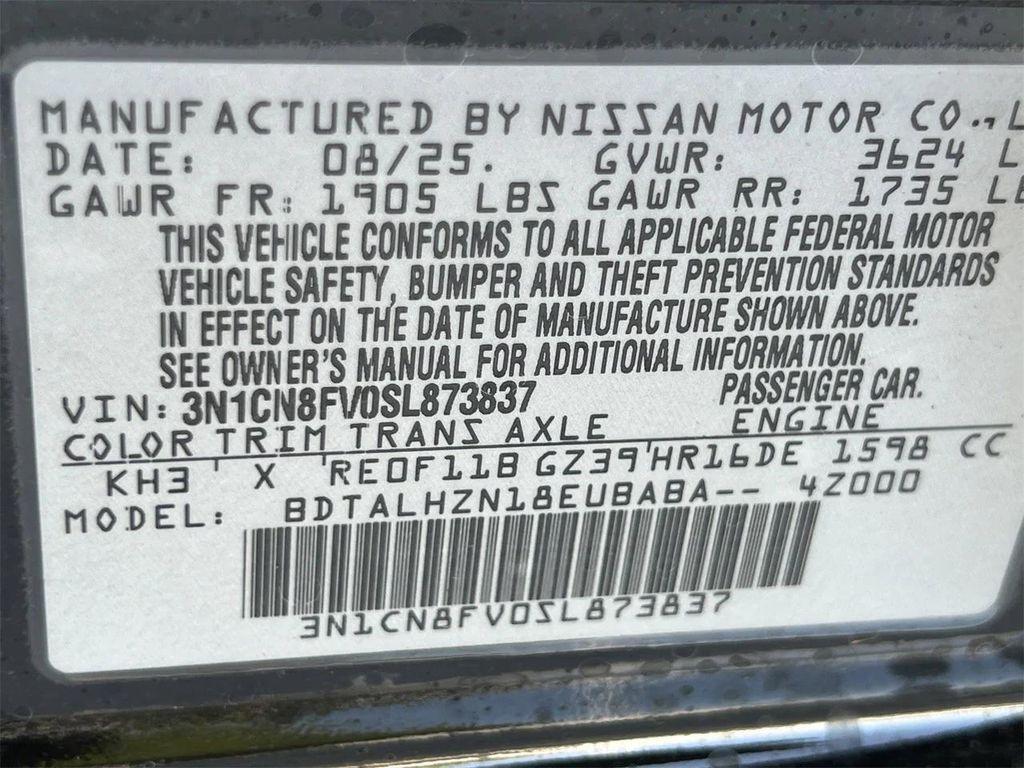 MANUFACTURED BY NISSAN MOTOR CO., L
DATE: 08/25. GVWR: 3624 L
GAWR FR: 1905 LBS GAWR RR: 1735 LB
THIS VEHICLE CONFORMS TO ALL APPLICABLE FEDERAL MOTOR
VEHICLE SAFETY, BUMPER AND THEFT PREVENTION STANDARDS
IN EFFECT ON THE DATE OF MANUFACTURE SHOWN ABOVE.
SEE OWNER'S MANUAL FOR ADDITIONAL INFORMATION.
VIN: 3N1CN8FV0SL873837 PASSENGER CAR.
COLOR TRIM TRANS AXLE ENGINE
KH3 ' X 'RE0F11B GZ39'HR16DE 1598 CC
MODEL: BDTALHZN18EUBABA-- 4Z000
3N1CN8FV0SL873837